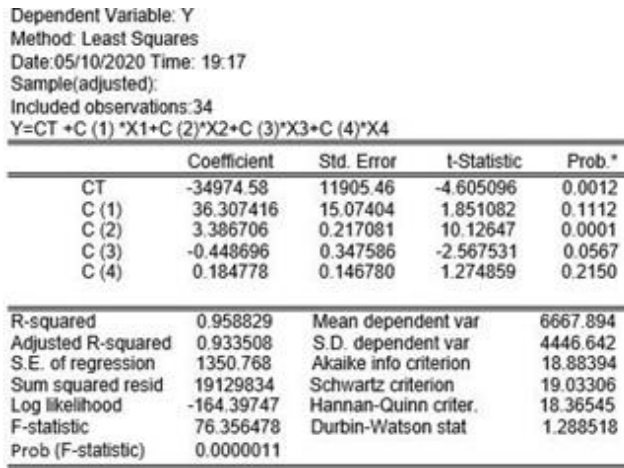 Dependent Variable: Y
Method: Least Squares
Date:05/10/2020 Time: 19:17
Sample(adjusted):
Included observations:34
Y=CT +C (1) *X1+C (2)*X2+C (3)*X3+C (4)*X4
Coefficient Std. Error t-Statistic Prob.*
CT -34974.58 11905.46 -4.605096 0.0012
C (1) 36.307416 15.07404 1.851082 0.1112
C (2) 3.386706 0.217081 10.12647 0.0001
C (3) -0.448696 0.347586 -2.567531 0.0567
C (4) 0.184778 0.146780 1.274859 0.2150
R-squared 0.958829 Mean dependent var 6667.894
Adjusted R-squared 0.933508 S.D. dependent var 4446.642
S.E. of regression 1350.768 Akaike info criterion 18.88394
Sum squared resid 19129834 Schwartz criterion 19.03306
Log likelihood -164.39747 Hannan-Quinn criter. 18.36545
F-statistic 76.356478 Durbin-Watson stat 1.288518
Prob (F-statistic) 0.0000011